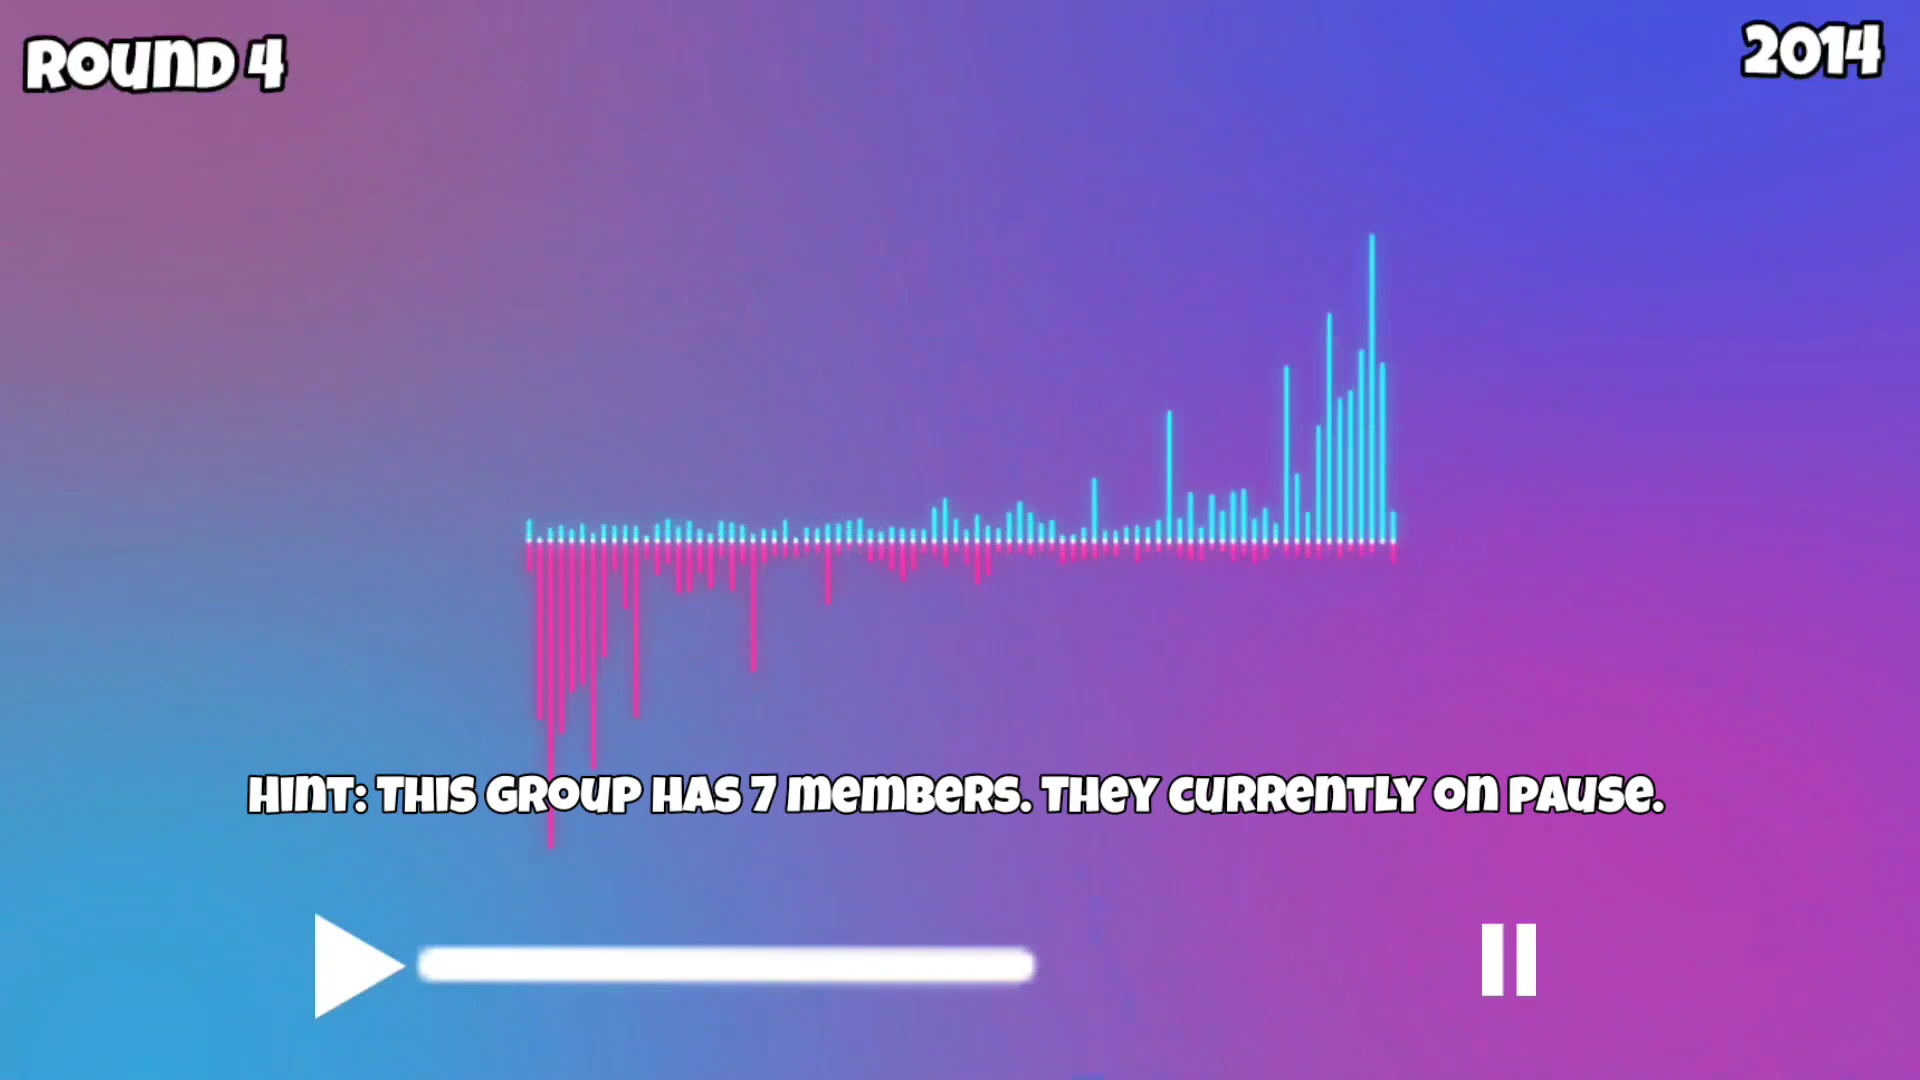 Round 4
2014
Hint: This group has 7 members. They currently on pause.